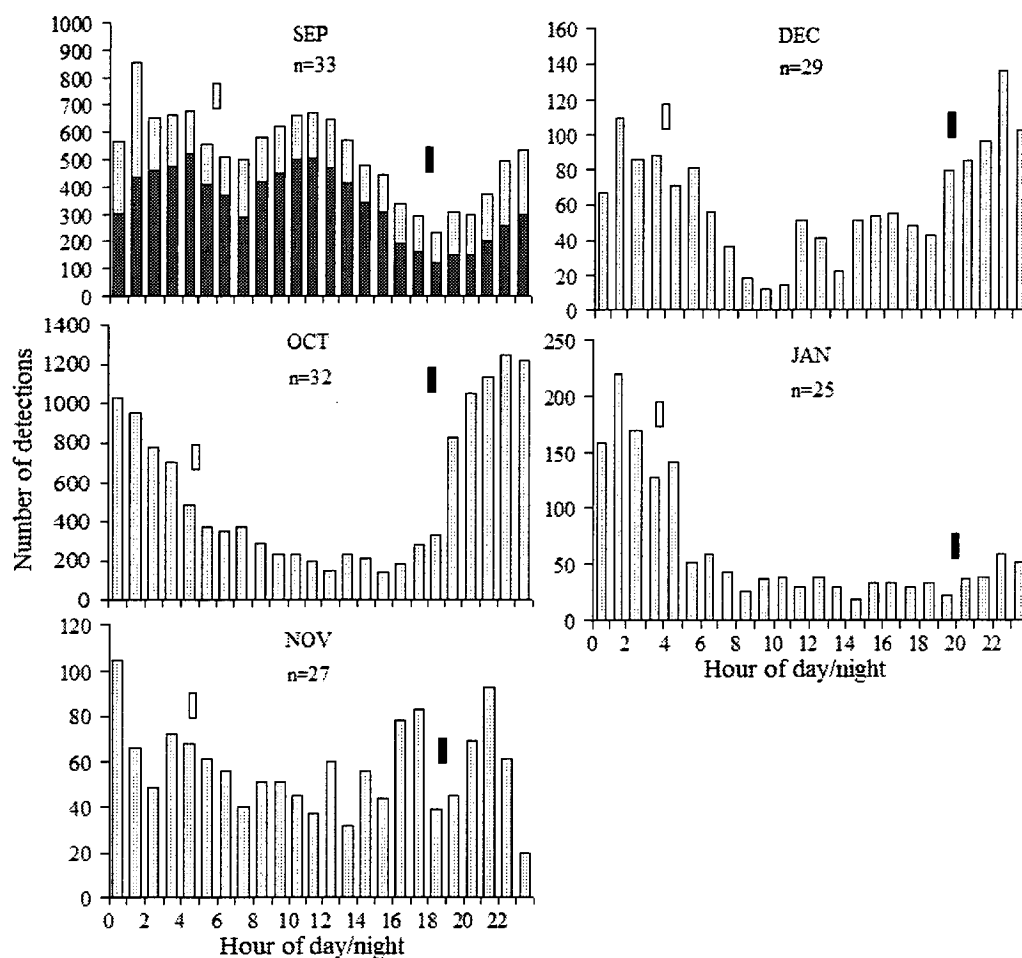 SEP
n=33
1000
900
800
700
600
500
400
300
200
100
0
DEC
n=29
160
140
120
100
80
60
40
20
0
OCT
n=32
1400
1200
1000
800
600
400
200
0
Number of detections
JAN
n=25
250
200
150
100
50
0
0 2 4 6 8 10 12 14 16 18 20 22
Hour of day/night
NOV
n=27
120
100
80
60
40
20
0
0 2 4 6 8 10 12 14 16 18 20 22
Hour of day/night